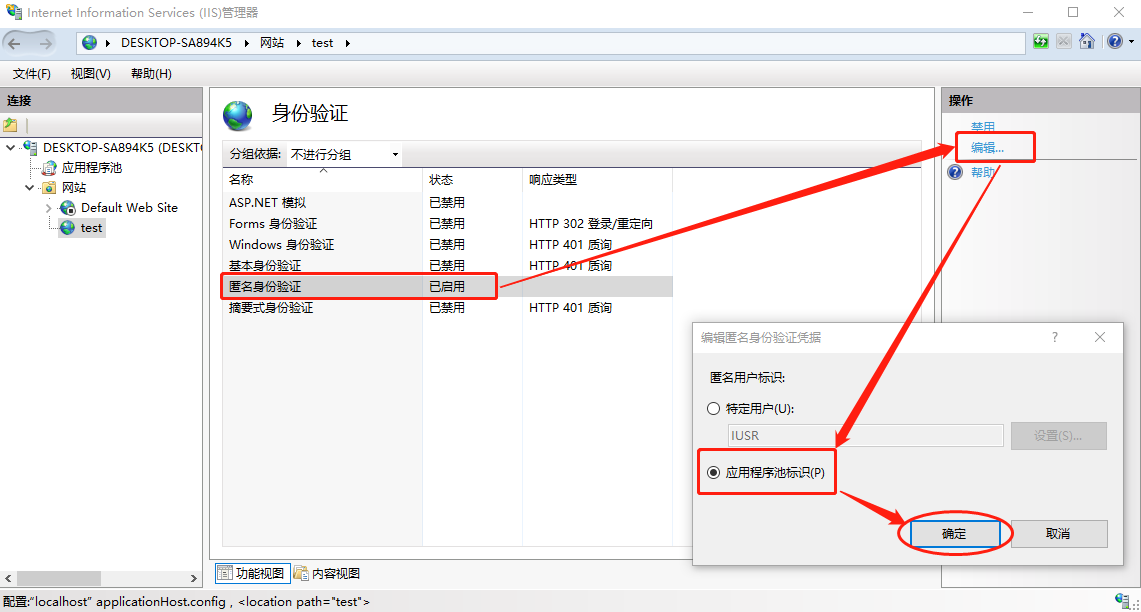 Internet Information Services (IIS)管理器
DESKTOP-SA894K5 网站 test
文件(F) 视图(V) 帮助(H)
连接
DESKTOP-SA894K5 (DESKT
应用程序池
网站
Default Web Site
test
身份验证
分组依据: 不进行分组
名称 状态 响应类型
ASP.NET 模拟 已禁用
Forms 身份验证 已禁用 HTTP 302 登录/重定向
Windows 身份验证 已禁用 HTTP 401 质询
基本身份验证 已禁用 HTTP 401 质询
匿名身份验证 已启用
摘要式身份验证 已禁用 HTTP 401 质询
功能视图 内容视图
操作
禁用
编辑...
帮助
编辑匿名身份验证凭据 ?
匿名用户标识:
特定用户(U):
IUSR 设置(S)...
应用程序池标识(P)
确定 取消
配置:“localhost” applicationHost.config , <location path="test">